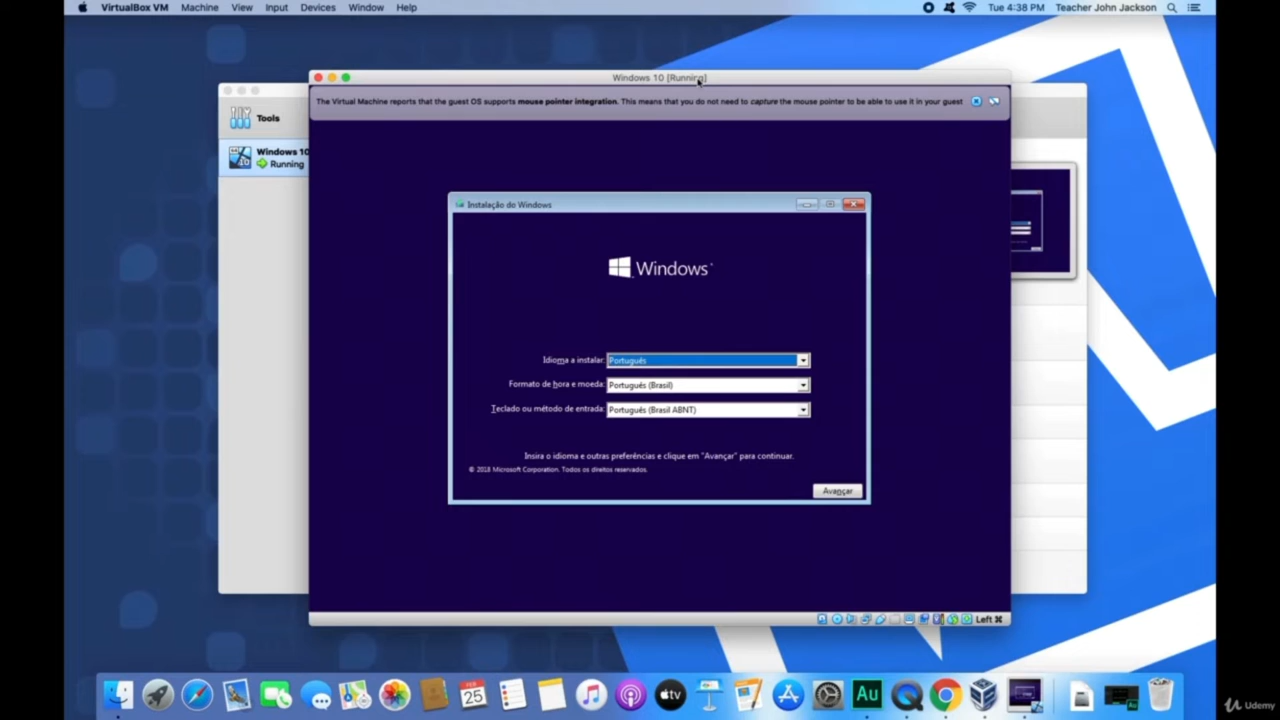 VirtualBox VM Machine View Input Devices Window Help
Tue 4:38 PM Teacher John Jackson
Windows 10 [Running]
The Virtual Machine reports that the guest OS supports mouse pointer integration. This means that you do not need to capture the mouse pointer to be able to use it in your guest
Tools
Windows 10
Running
Instalação do Windows
Windows
Idioma a instalar: Português
Formato de hora e moeda: Português (Brasil)
Teclado ou método de entrada: Português (Brasil ABNT)
Insira o idioma e outras preferências e clique em "Avançar" para continuar.
© 2018 Microsoft Corporation. Todos os direitos reservados.
Avançar
Left ⌘
FEB
25
tv
Au
Udemy